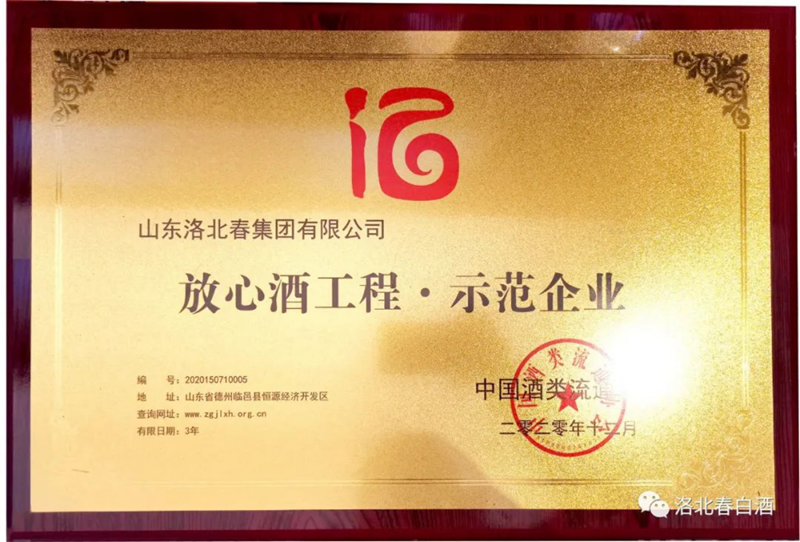 山东洛北春集团有限公司
放心酒工程·示范企业
编 号：2020150710005
地 址：山东省德州临邑县恒源经济开发区
查询网址：www.zgjlxh.org.cn
有限日期：3年
中国酒类流通
二零二零年十二月
洛北春白酒